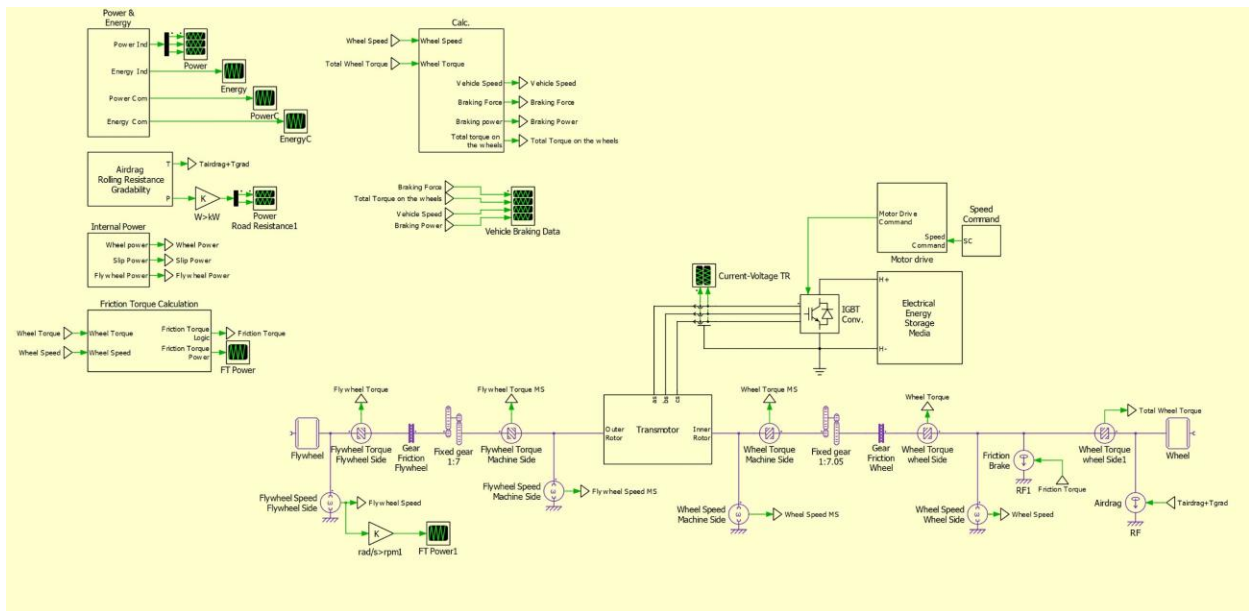 Power &
Energy
Power Ind
Energy Ind
Power Com
Energy Com
Power
Energy
PowerC
EnergyC
Calc.
Wheel Speed
Wheel Speed
Total Wheel Torque
Wheel Torque
Vehicle Speed
Vehicle Speed
Braking Force
Braking Force
Braking power
Braking Power
Total torque on
the wheels
Total Torque on the wheels
Airdrag
Rolling Resistance
Gradability
T
Tairdrag+Tgrad
P
K
W>kW
Power
Road Resistance1
Braking Force
Total Torque on the wheels
Vehicle Speed
Braking Power
Vehicle Braking Data
Internal Power
Wheel power
Wheel Power
Slip Power
Slip Power
Flywheel Power
Flywheel Power
Motor Drive
Command
Speed
Command
Motor drive
Speed
Command
SC
Current-Voltage TR
IGBT
Conv.
H+
H-
Electrical
Energy
Storage
Media
Friction Torque Calculation
Wheel Torque
Wheel Torque
Wheel Speed
Wheel Speed
Friction Torque
Logic
Friction Torque
Friction Torque
Power
FT Power
Flywheel
Flywheel Torque
Flywheel Torque
Flywheel Side
Gear
Friction
Flywheel
Fixed gear
1:7
Flywheel Torque MS
Flywheel Torque
Machine Side
as
bs
cs
Outer
Rotor
Transmotor
Inner
Rotor
Wheel Torque MS
Wheel Torque
Machine Side
Fixed gear
1:7.05
Gear
Friction
Wheel
Wheel Torque
Wheel Torque
wheel Side
Friction
Brake
RF1
Friction Torque
Total Wheel Torque
Wheel Torque
wheel Side1
Wheel
Flywheel Speed
Flywheel Side
ω
Flywheel Speed
K
rad/s>rpm1
FT Power1
Flywheel Speed
Machine Side
ω
Flywheel Speed MS
Wheel Speed
Machine Side
ω
Wheel Speed MS
Wheel Speed
Wheel Side
ω
Wheel Speed
Airdrag
RF
Tairdrag+Tgrad